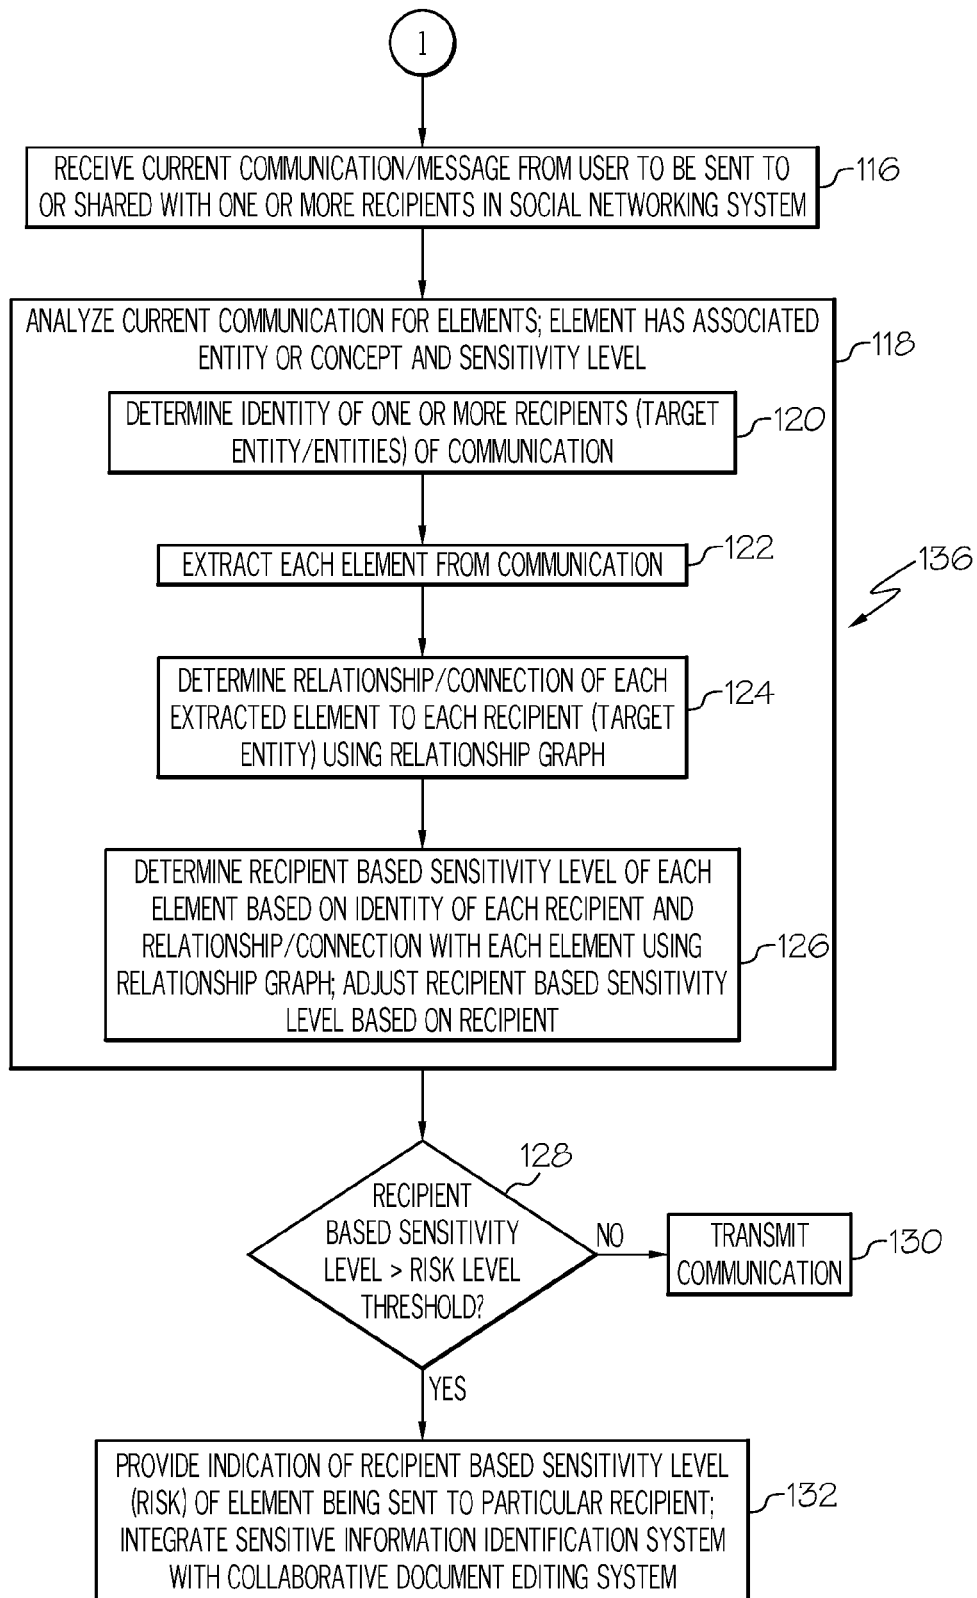 1
RECEIVE CURRENT COMMUNICATION/MESSAGE FROM USER TO BE SENT TO
OR SHARED WITH ONE OR MORE RECIPIENTS IN SOCIAL NETWORKING SYSTEM
116
ANALYZE CURRENT COMMUNICATION FOR ELEMENTS; ELEMENT HAS ASSOCIATED
ENTITY OR CONCEPT AND SENSITIVITY LEVEL
118
DETERMINE IDENTITY OF ONE OR MORE RECIPIENTS (TARGET
ENTITY/ENTITIES) OF COMMUNICATION
120
EXTRACT EACH ELEMENT FROM COMMUNICATION
122
136
DETERMINE RELATIONSHIP/CONNECTION OF EACH
EXTRACTED ELEMENT TO EACH RECIPIENT (TARGET
ENTITY) USING RELATIONSHIP GRAPH
124
DETERMINE RECIPIENT BASED SENSITIVITY LEVEL OF EACH
ELEMENT BASED ON IDENTITY OF EACH RECIPIENT AND
RELATIONSHIP/CONNECTION WITH EACH ELEMENT USING
RELATIONSHIP GRAPH; ADJUST RECIPIENT BASED SENSITIVITY
LEVEL BASED ON RECIPIENT
126
128
RECIPIENT
BASED SENSITIVITY
LEVEL > RISK LEVEL
THRESHOLD?
NO
TRANSMIT
COMMUNICATION
130
YES
PROVIDE INDICATION OF RECIPIENT BASED SENSITIVITY LEVEL
(RISK) OF ELEMENT BEING SENT TO PARTICULAR RECIPIENT;
INTEGRATE SENSITIVE INFORMATION IDENTIFICATION SYSTEM
WITH COLLABORATIVE DOCUMENT EDITING SYSTEM
132